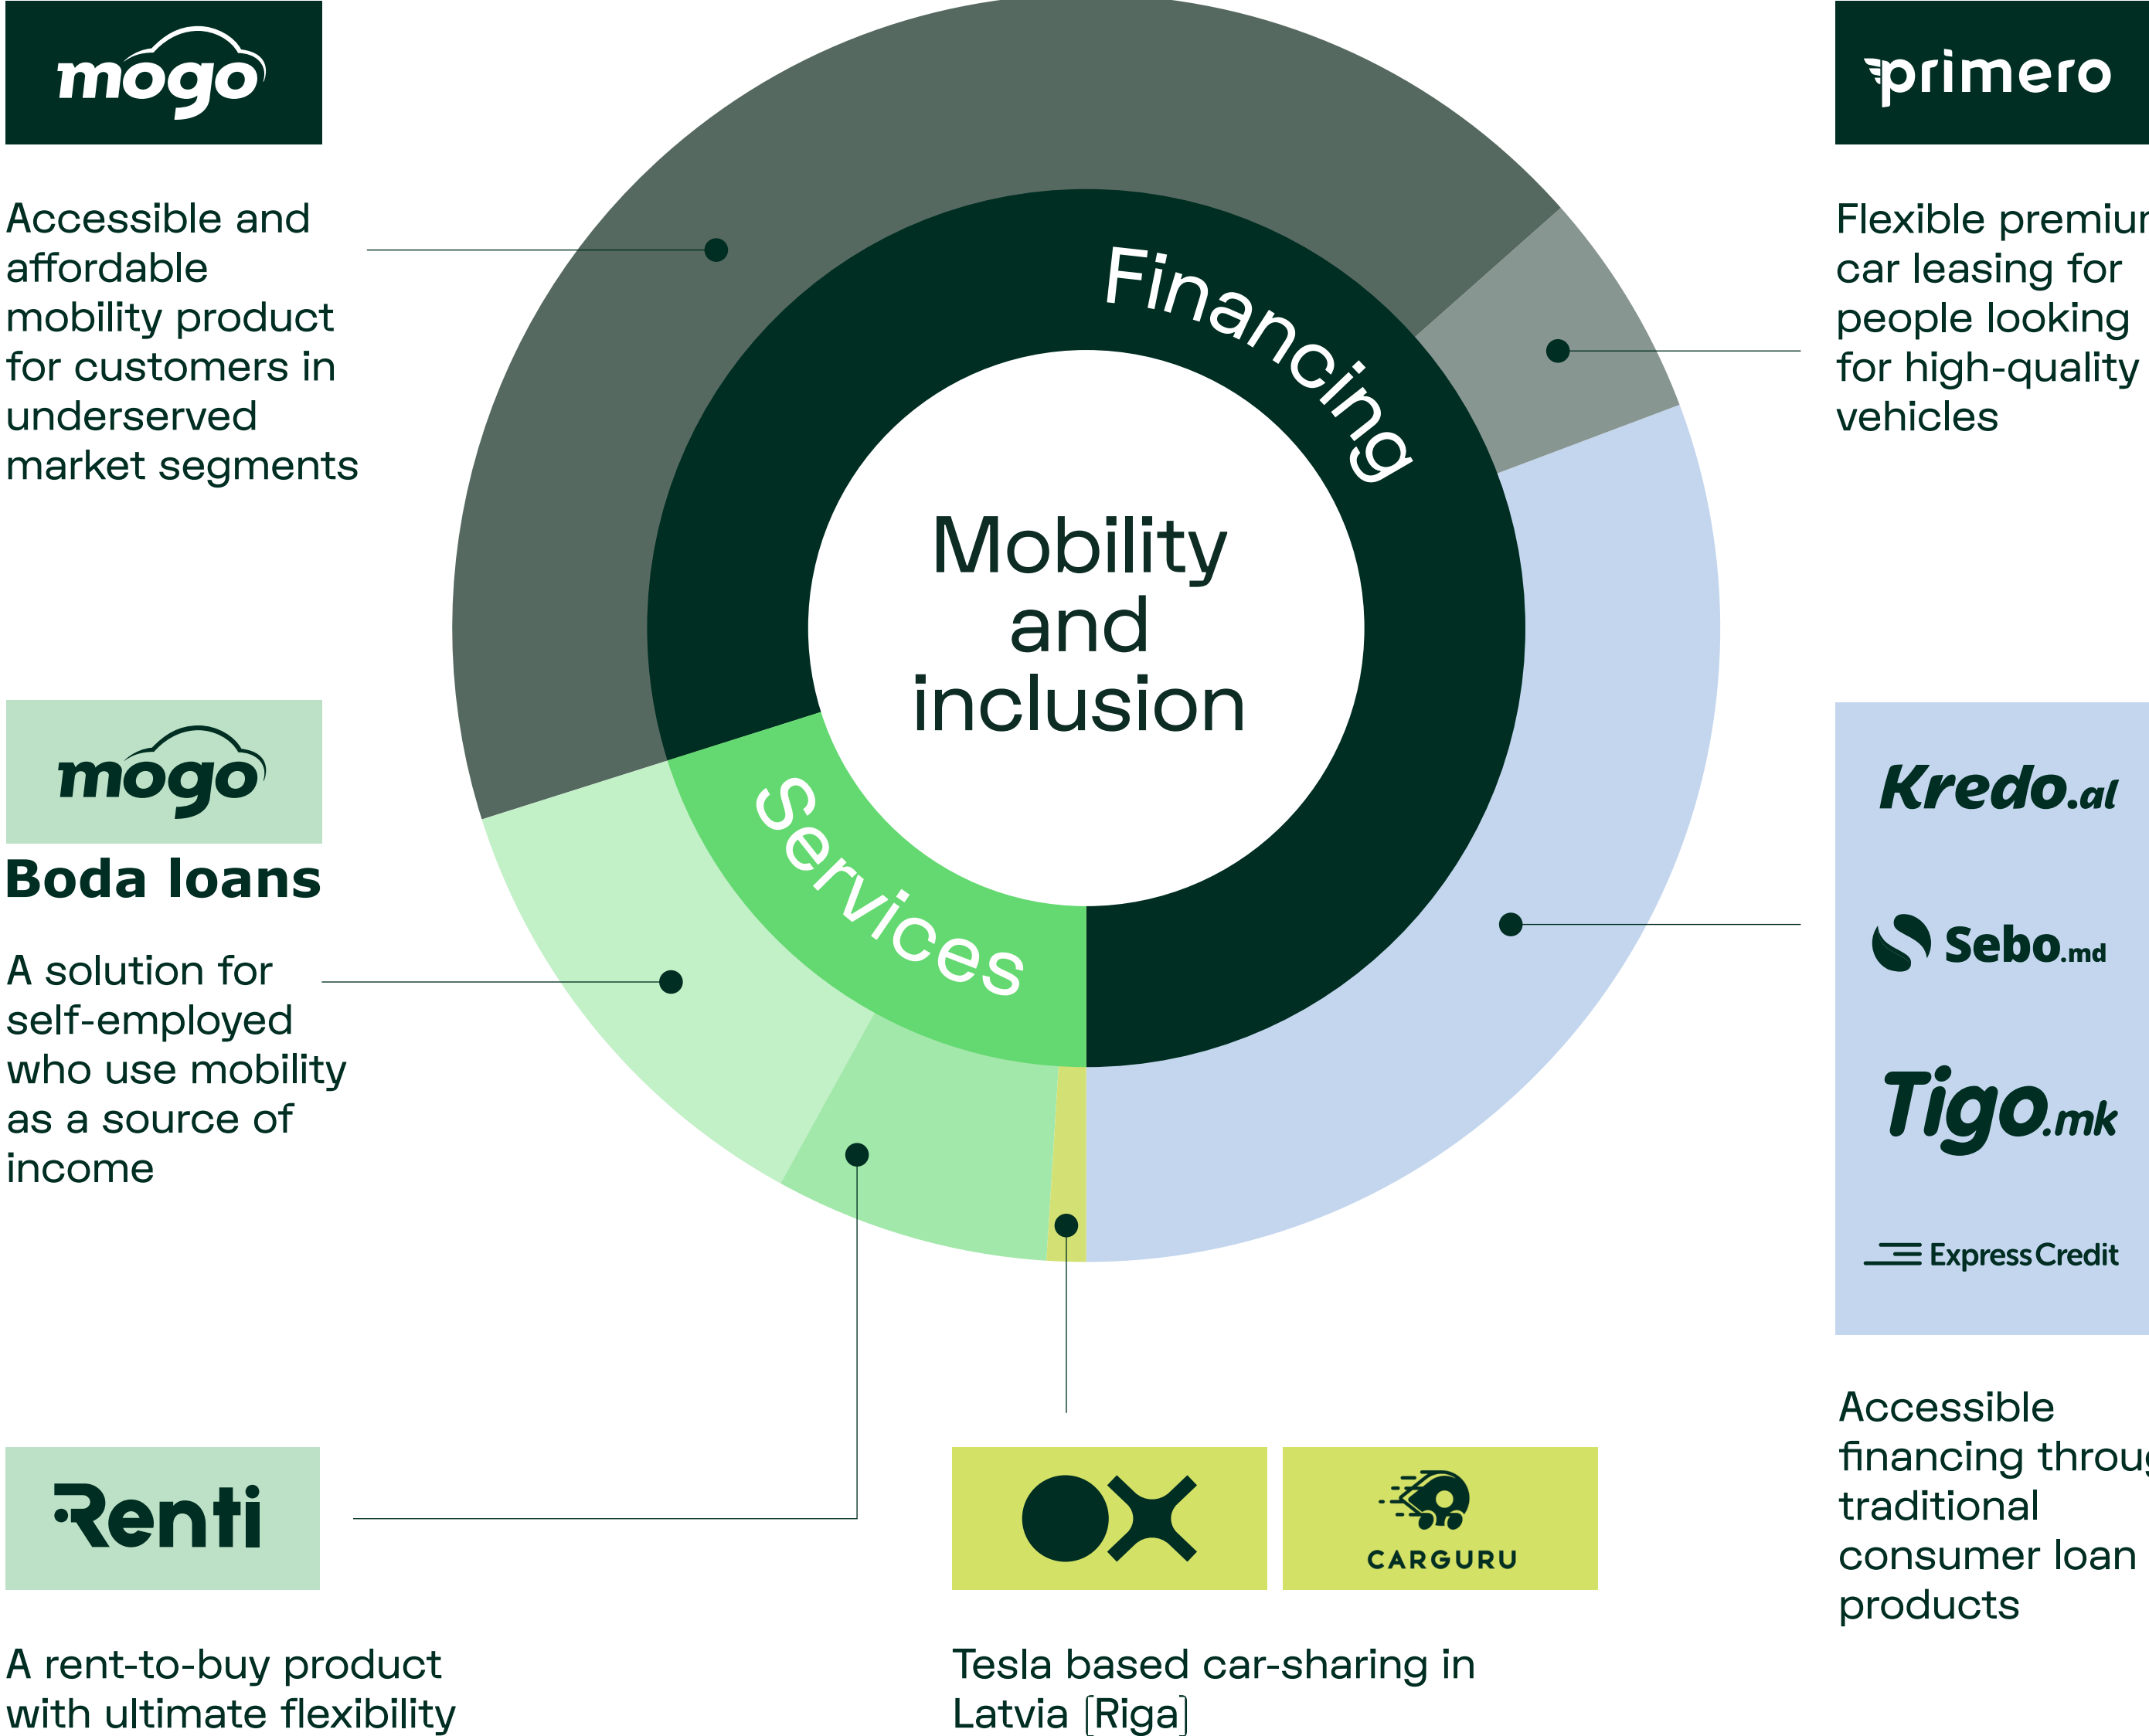 mogo
Accessible and
affordable
mobility product
for customers in
underserved
market segments
primero
Flexible
car leasing for
people looking
for high-quality
vehicles
Financing
Mobility
and
inclusion
Services
mogo
Boda loans
A solution for
self-employed
who use mobility
as a source of
income
Kredo.al
Sebo.md
Tigo.mk
ExpressCredit
Accessible
financing
traditional
consumer loan
products
Renti
A rent-to-buy product
with ultimate flexibility
OX
CARGURU
Tesla based car-sharing in
Latvia (Riga)